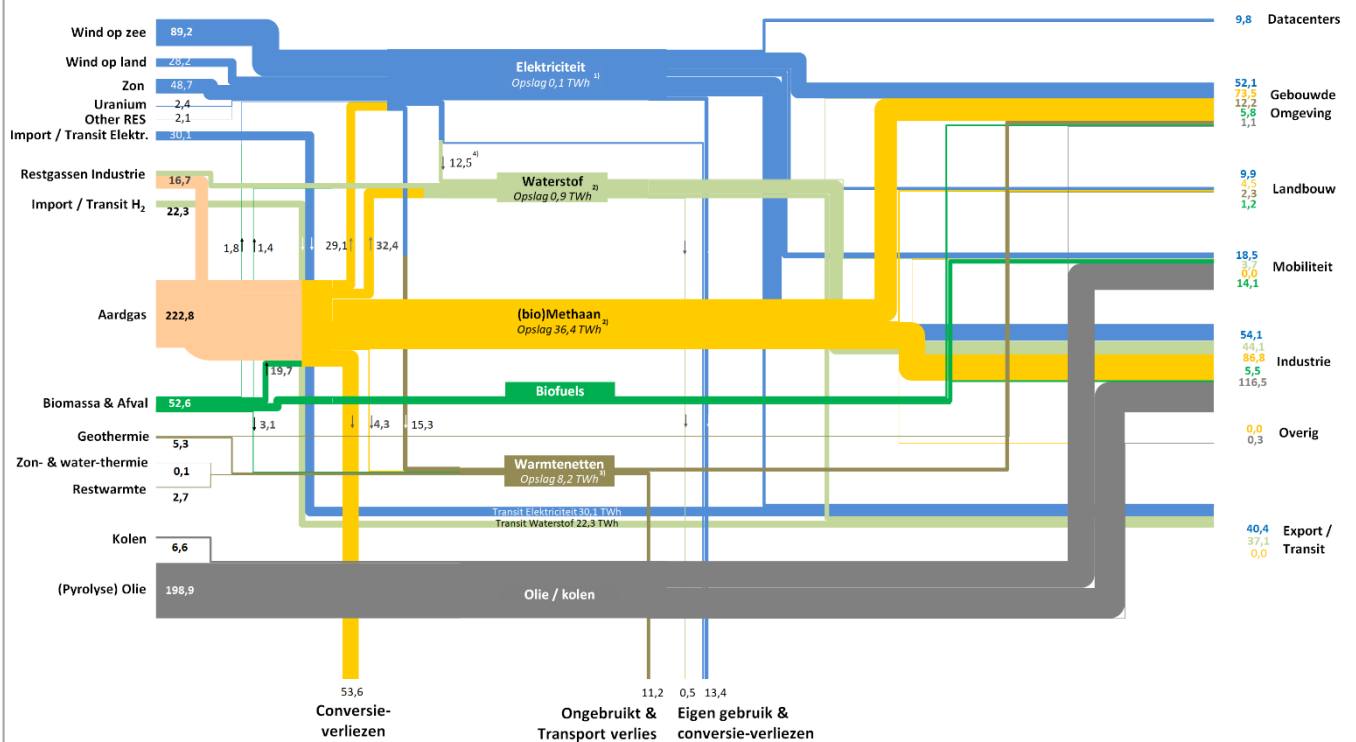 Wind op zee
89,2
Wind op land
28,2
Zon
48,7
Uranium
2,4
Other RES
2,1
Import / Transit Elektr.
30,1
Restgassen Industrie
16,7
Import / Transit H2
22,3
Aardgas
222,8
Biomassa & Afval
52,6
Geothermie
5,3
Zon- & water-thermie
0,1
Restwarmte
2,7
Kolen
6,6
(Pyrolyse) Olie
198,9
Elektriciteit
Opslag 0,1 TWh 1)
12,5 4)
Waterstof
Opslag 0,9 TWh 2)
1,8
1,4
29,1
32,4
(bio)Methaan
Opslag 36,4 TWh 2)
19,7
Biofuels
3,1
4,3
15,3
Warmtenetten
Opslag 8,2 TWh 3)
Transit Elektriciteit 30,1 TWh
Transit Waterstof 22,3 TWh
Olie / kolen
53,6
Conversie-
verliezen
11,2
Ongebruikt &
Transport verlies
0,5
13,4
Eigen gebruik &
conversie-verliezen
9,8
Datacenters
52,1
73,5
12,2
5,8
1,1
Gebouwde
Omgeving
9,9
4,5
2,3
1,2
Landbouw
18,5
3,7
0,0
14,1
Mobiliteit
54,1
44,1
86,8
5,5
116,5
Industrie
0,0
0,3
Overig
40,4
37,1
0,0
Export /
Transit